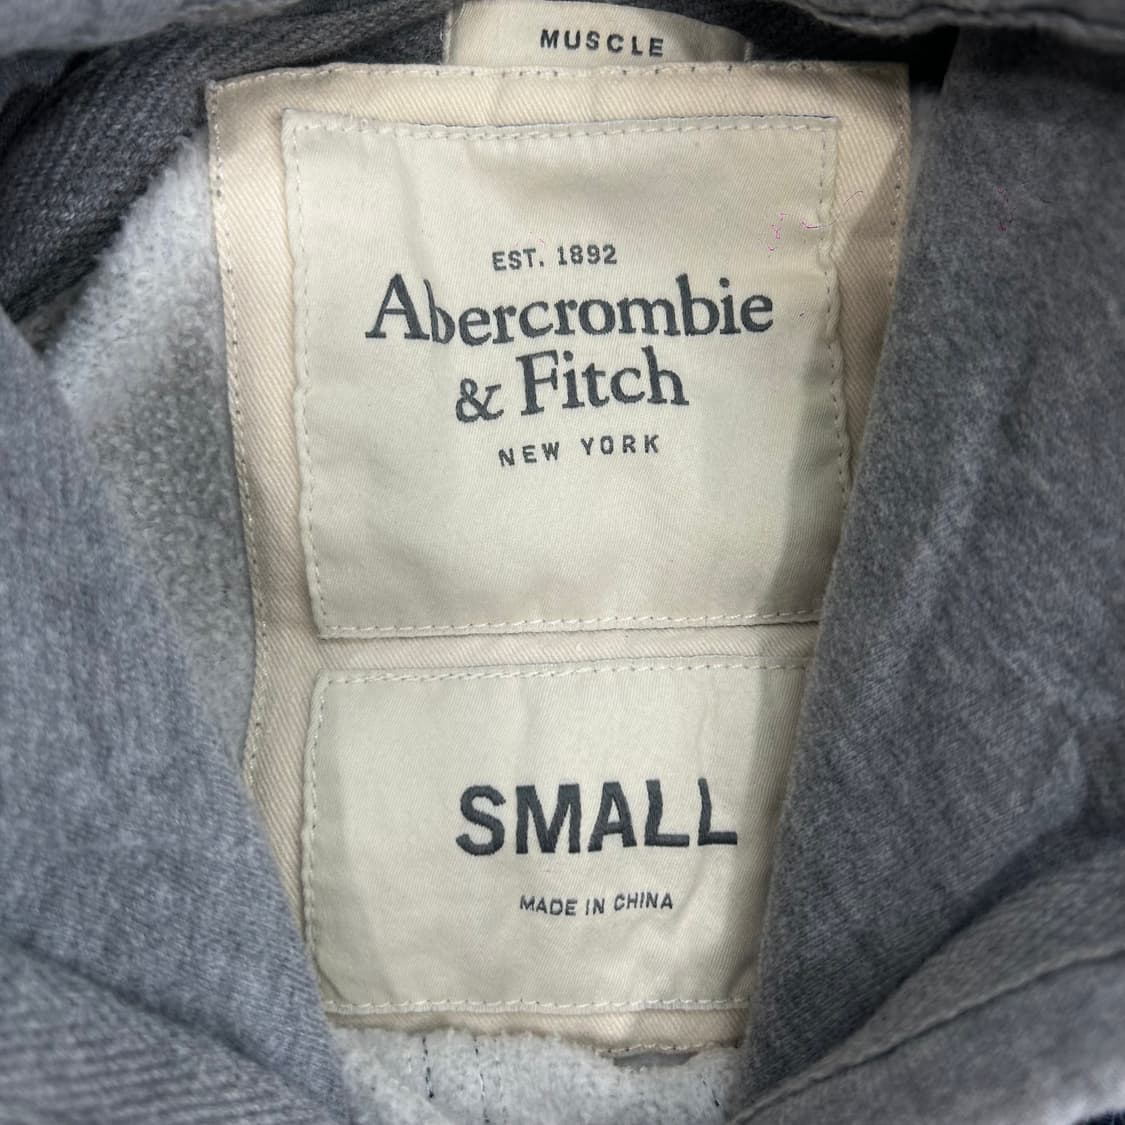 MUSCLE
EST. 1892
Abercrombie
& Fitch
NEW YORK
SMALL
MADE IN CHINA